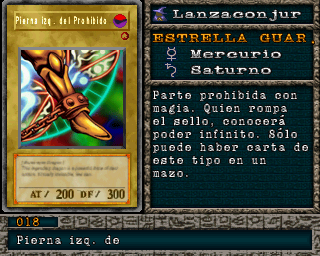 Pierna izq. del Prohibido
AT/ 200 DF/ 300
Lanzaconjur
ESTRELLA GUAR.
Mercurio
Saturno
Parte prohibida con
magia. Quien rompa
el sello, conocerá
poder infinito. Sólo
puede haber carta de
este tipo en un
mazo.
018
Pierna izq. de